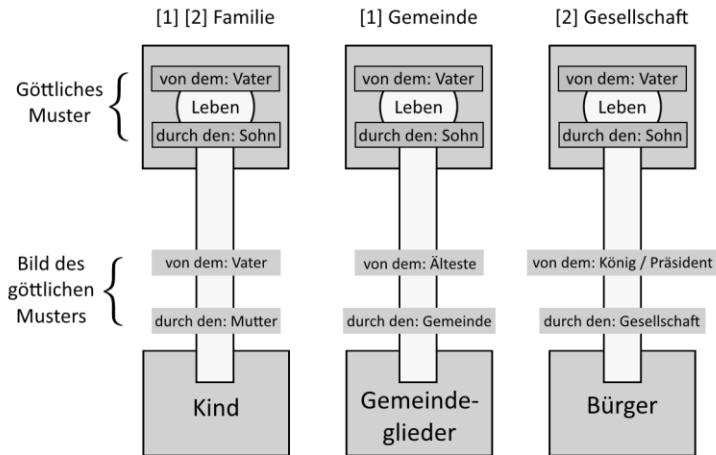 [1] [2] Familie
[1] Gemeinde
[2] Gesellschaft
Göttliches
Muster
von dem: Vater
Leben
durch den: Sohn
von dem: Vater
Leben
durch den: Sohn
von dem: Vater
Leben
durch den: Sohn
Bild des
göttlichen
Musters
von dem: Vater
durch den: Mutter
von dem: Älteste
durch den: Gemeinde
von dem: König / Präsident
durch den: Gesellschaft
Kind
Gemeinde-
glieder
Bürger